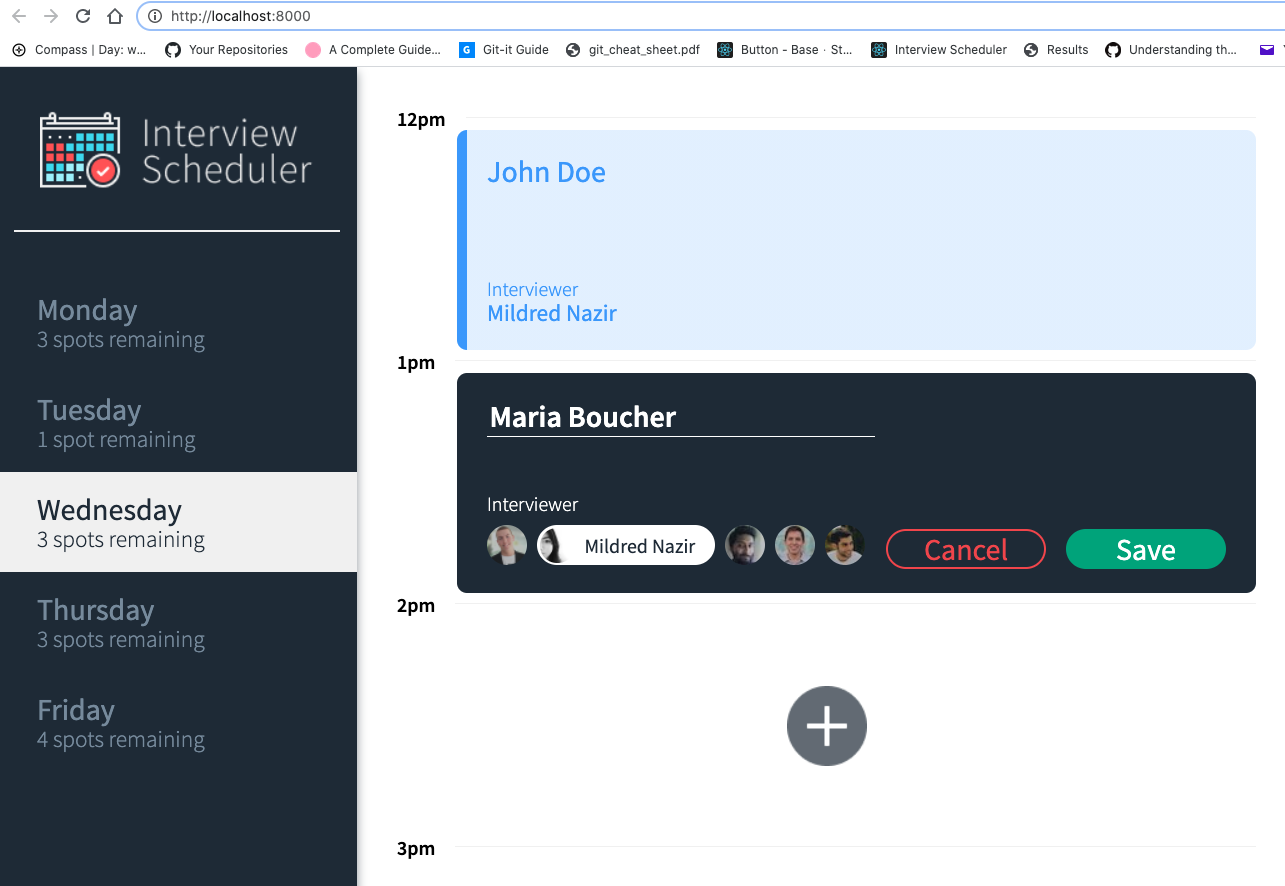 http://localhost:8000
Compass | Day: w...
Your Repositories
A Complete Guide...
G
Git-it Guide
git_cheat_sheet.pdf
Button - Base · St...
Interview Scheduler
Results
Understanding th...
Interview
Scheduler
Monday
3 spots remaining
Tuesday
1 spot remaining
Wednesday
3 spots remaining
Thursday
3 spots remaining
Friday
4 spots remaining
12pm
John Doe
Interviewer
Mildred Nazir
1pm
Maria Boucher
Interviewer
Mildred Nazir
Cancel
Save
2pm
3pm